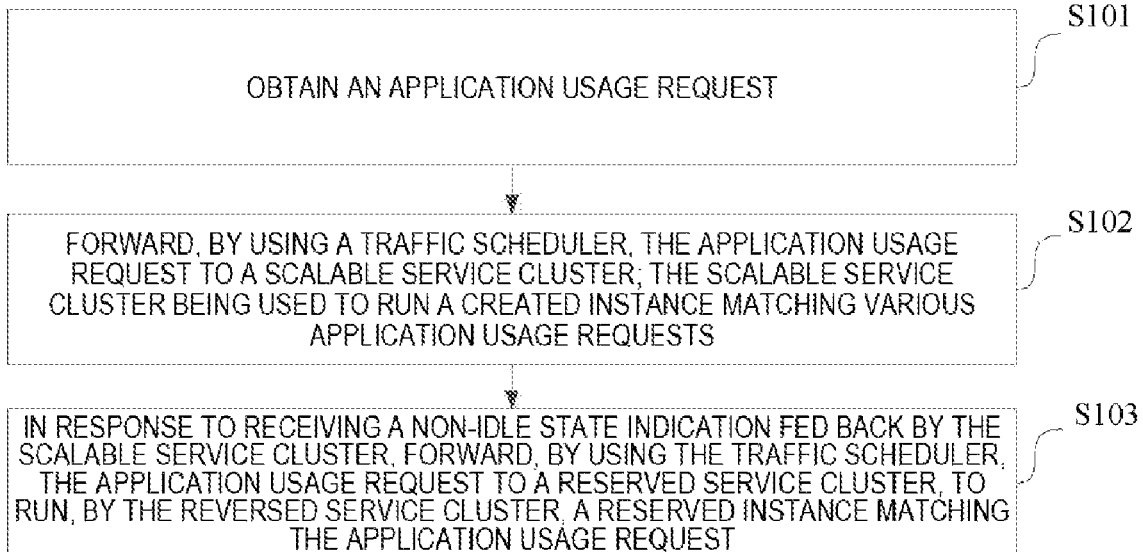 S101
OBTAIN AN APPLICATION USAGE REQUEST
S102
FORWARD, BY USING A TRAFFIC SCHEDULER, THE APPLICATION USAGE
REQUEST TO A SCALABLE SERVICE CLUSTER; THE SCALABLE SERVICE
CLUSTER BEING USED TO RUN A CREATED INSTANCE MATCHING VARIOUS
APPLICATION USAGE REQUESTS
S103
IN RESPONSE TO RECEIVING A NON-IDLE STATE INDICATION FED BACK BY THE
SCALABLE SERVICE CLUSTER, FORWARD, BY USING THE TRAFFIC SCHEDULER,
THE APPLICATION USAGE REQUEST TO A RESERVED SERVICE CLUSTER, TO
RUN, BY THE REVERSED SERVICE CLUSTER, A RESERVED INSTANCE MATCHING
THE APPLICATION USAGE REQUEST